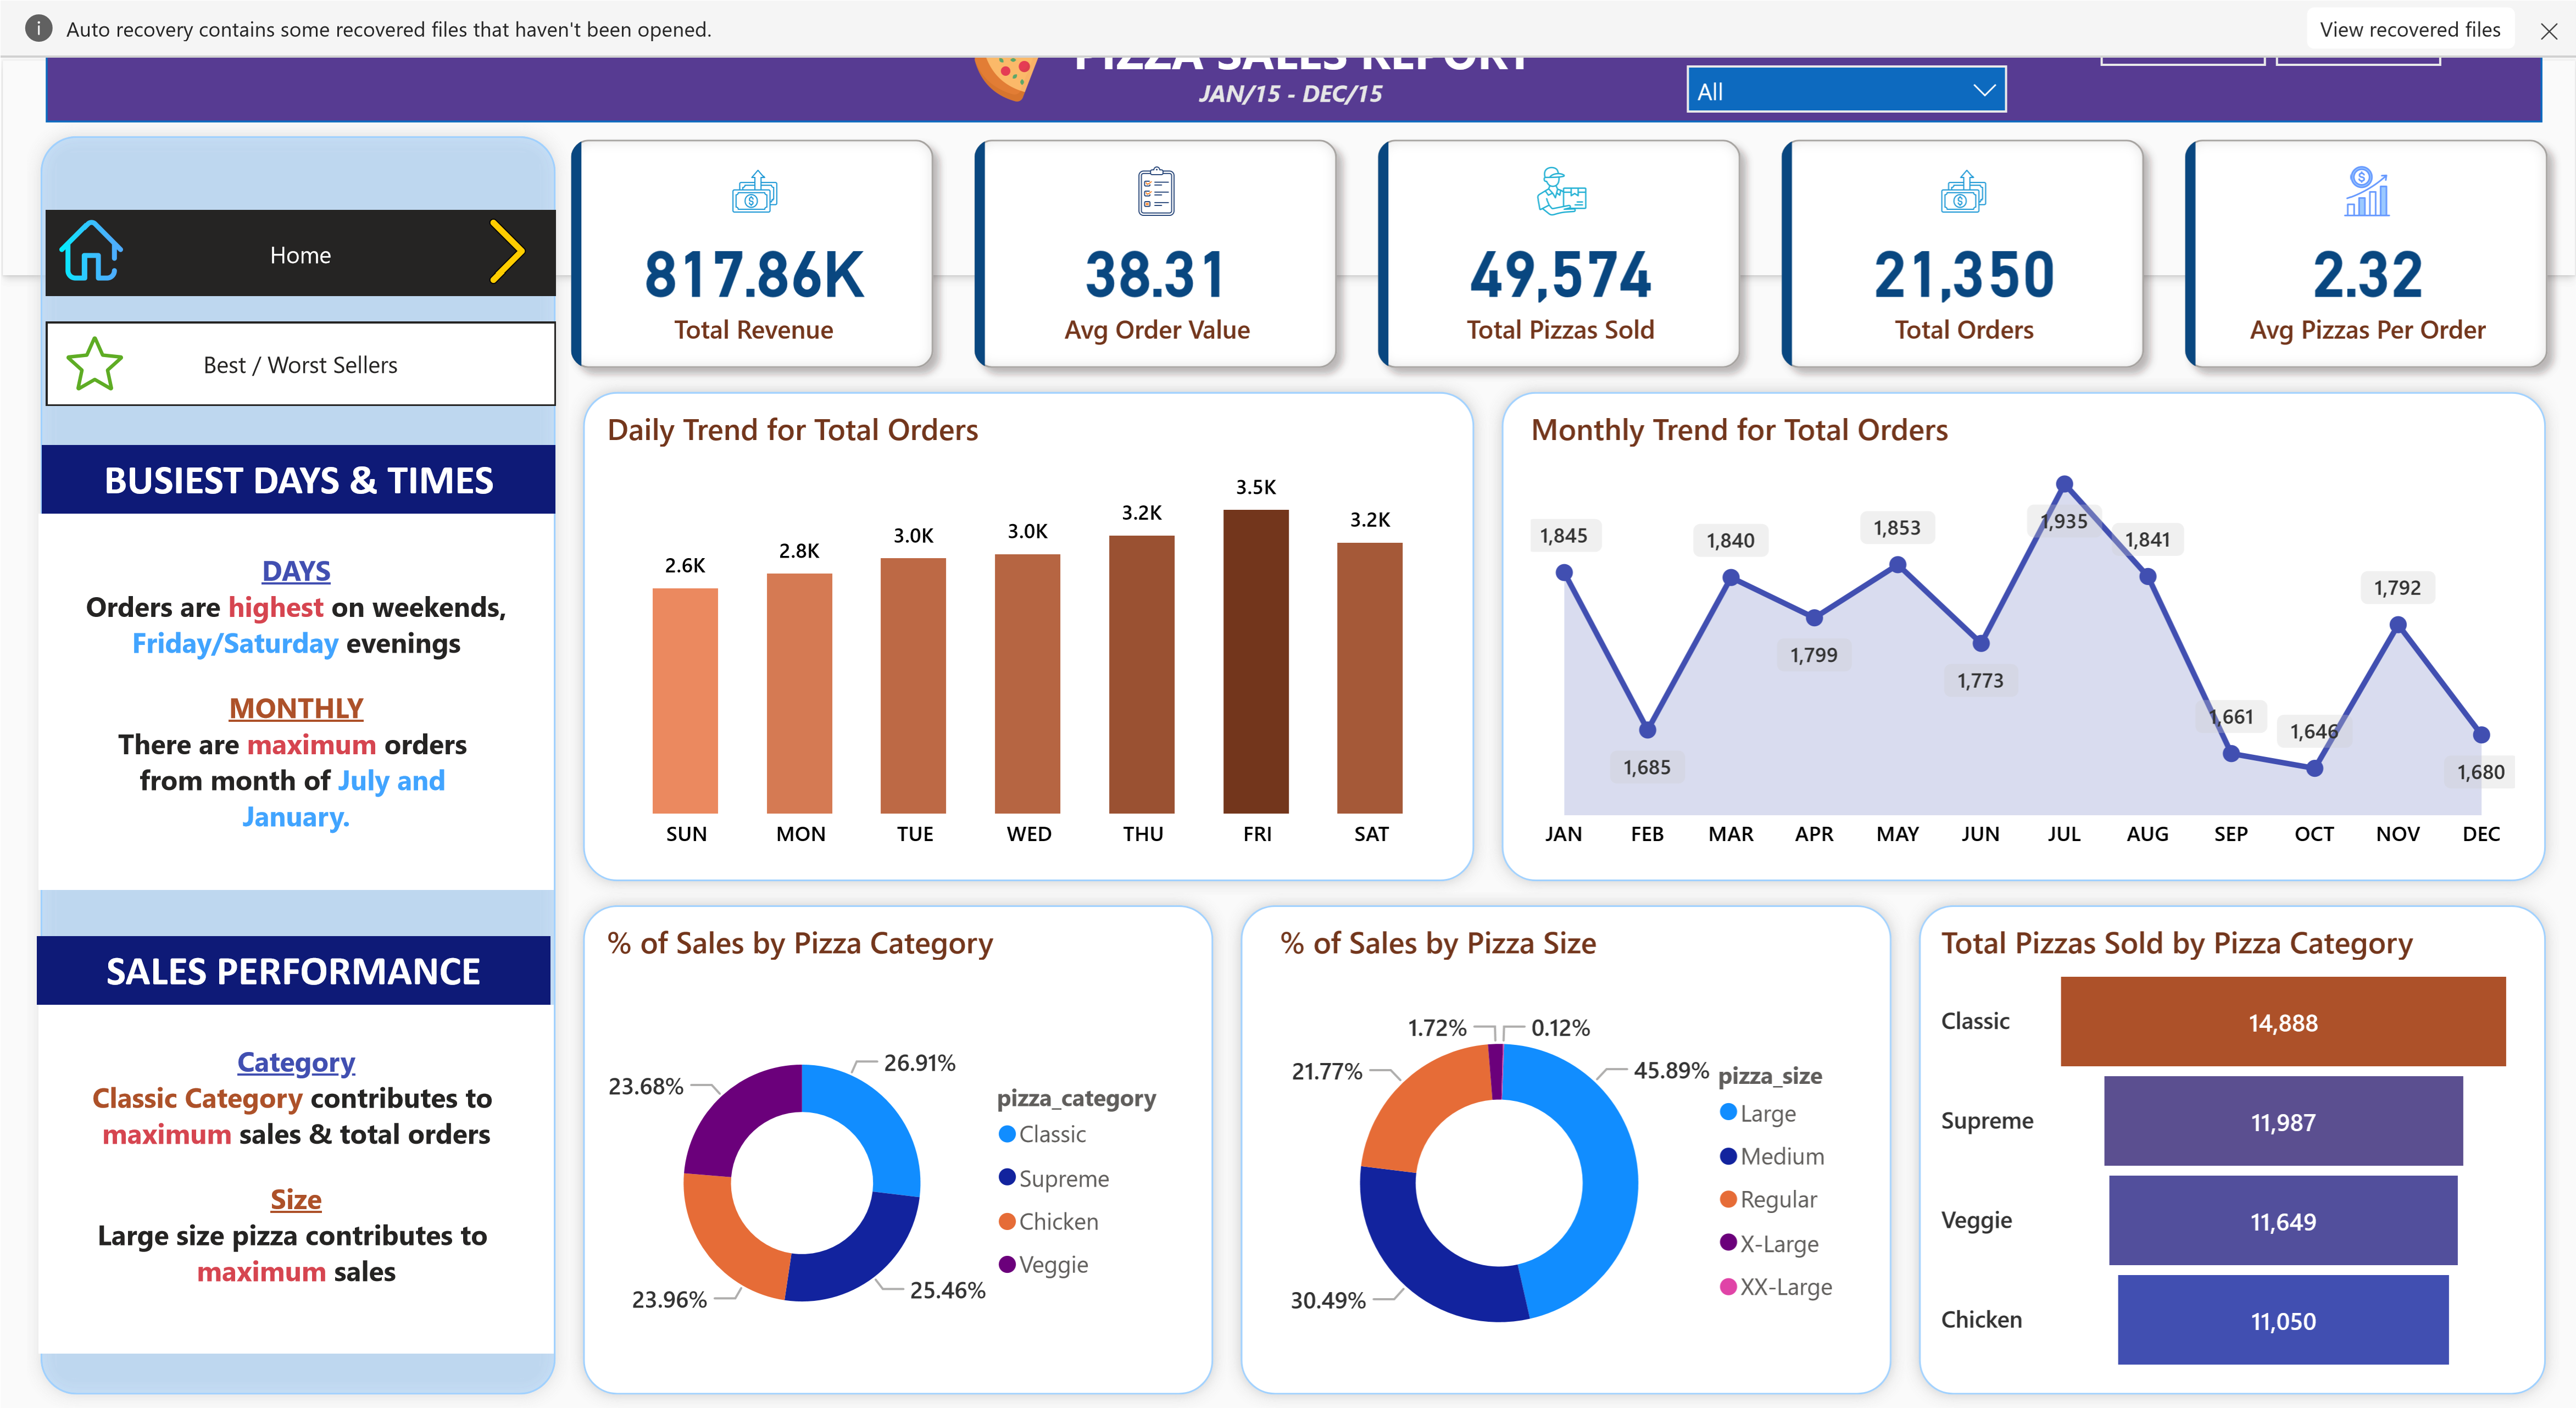 Auto recovery contains some recovered files that haven't been opened.
View recovered files
PIZZA SALES REPORT
JAN/15 - DEC/15
All
Home
Best / Worst Sellers
BUSIEST DAYS & TIMES
DAYS
Orders are highest on weekends,
Friday/Saturday evenings
MONTHLY
There are maximum orders
from month of July and
January.
SALES PERFORMANCE
Category
Classic Category contributes to
maximum sales & total orders
Size
Large size pizza contributes to
maximum sales
817.86K
Total Revenue
38.31
Avg Order Value
49,574
Total Pizzas Sold
21,350
Total Orders
2.32
Avg Pizzas Per Order
Daily Trend for Total Orders
2.6K
2.8K
3.0K
3.0K
3.2K
3.5K
3.2K
SUN MON TUE WED THU FRI SAT
Monthly Trend for Total Orders
1,845
1,685
1,840
1,799
1,853
1,773
1,935
1,841
1,661
1,646
1,792
1,680
JAN FEB MAR APR MAY JUN JUL AUG SEP OCT NOV DEC
% of Sales by Pizza Category
26.91%
25.46%
23.96%
23.68%
pizza_category
Classic
Supreme
Chicken
Veggie
% of Sales by Pizza Size
1.72%
0.12%
21.77%
45.89%
30.49%
pizza_size
Large
Medium
Regular
X-Large
XX-Large
Total Pizzas Sold by Pizza Category
Classic 14,888
Supreme 11,987
Veggie 11,649
Chicken 11,050